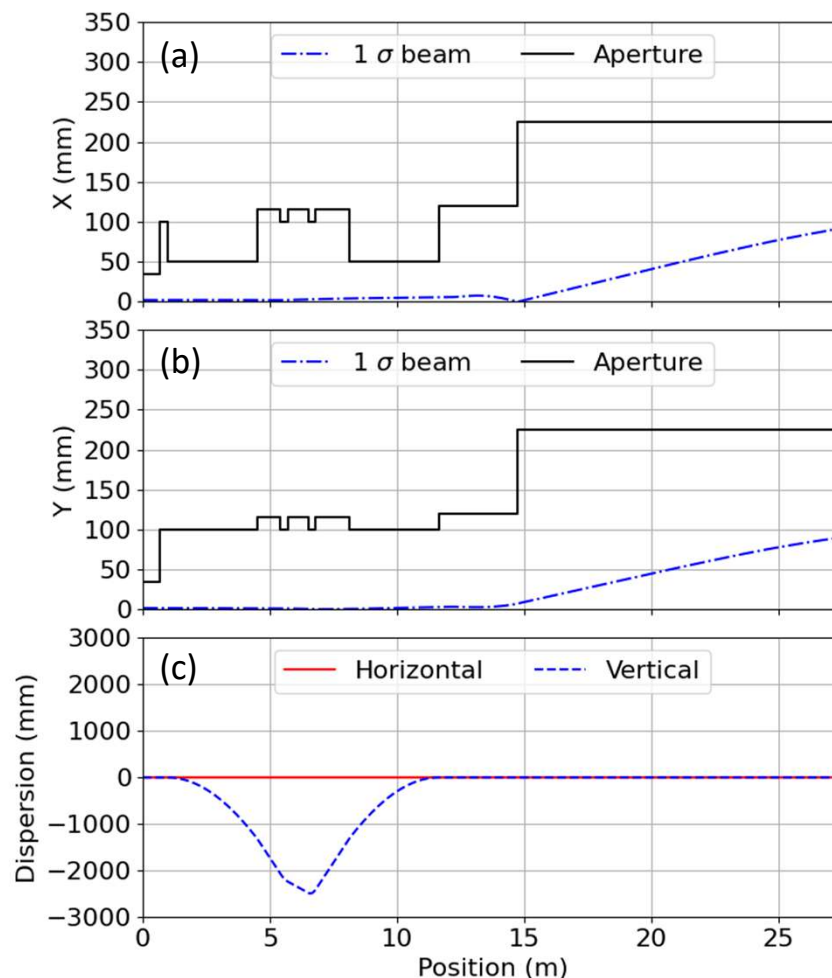 350
300
250
200
150
100
50
0
X (mm)
(a)
1 σ beam
Aperture
350
300
250
200
150
100
50
0
Y (mm)
(b)
1 σ beam
Aperture
3000
2000
1000
0
−1000
−2000
−3000
Dispersion (mm)
(c)
Horizontal
Vertical
0 5 10 15 20 25
Position (m)